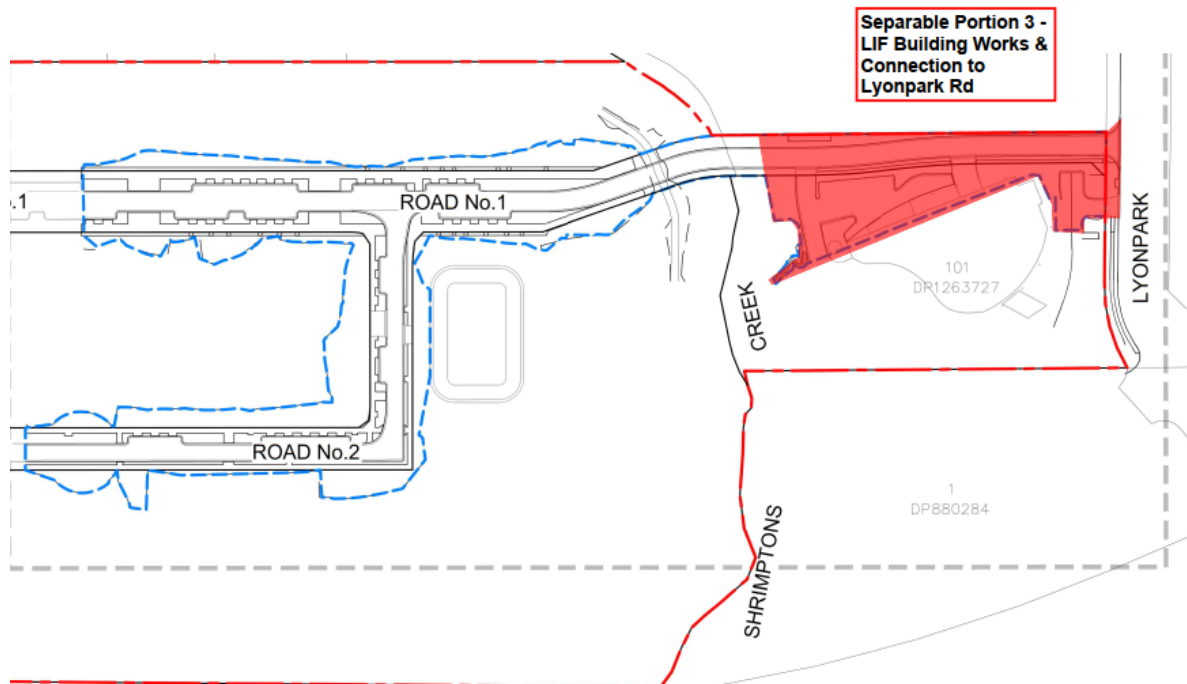 Separable Portion 3 -
LIF Building Works &
Connection to
Lyonpark Rd
.1
ROAD No.1
LYONPARK
101
DP1263727
CREEK
ROAD No.2
1
DP880284
SHRIMPTONS